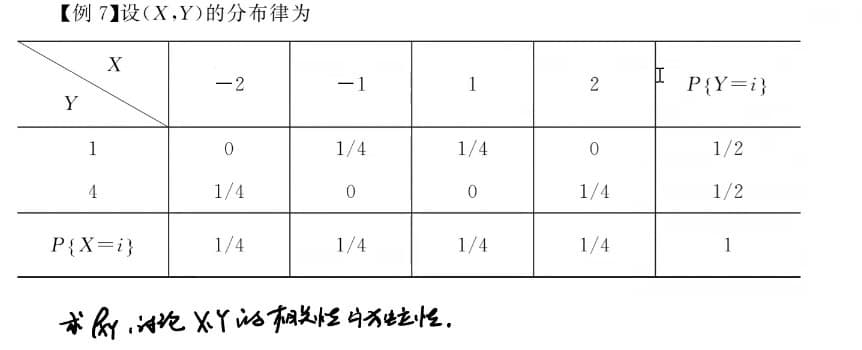 【例 7】设(X,Y)的分布律为
X
Y
-2 -1 1 2 P{Y=i}
1 0 1/4 1/4 0 1/2
4 1/4 0 0 1/4 1/2
P{X=i} 1/4 1/4 1/4 1/4 1
求 ρXY,讨论 X、Y 的相关性与独立性.